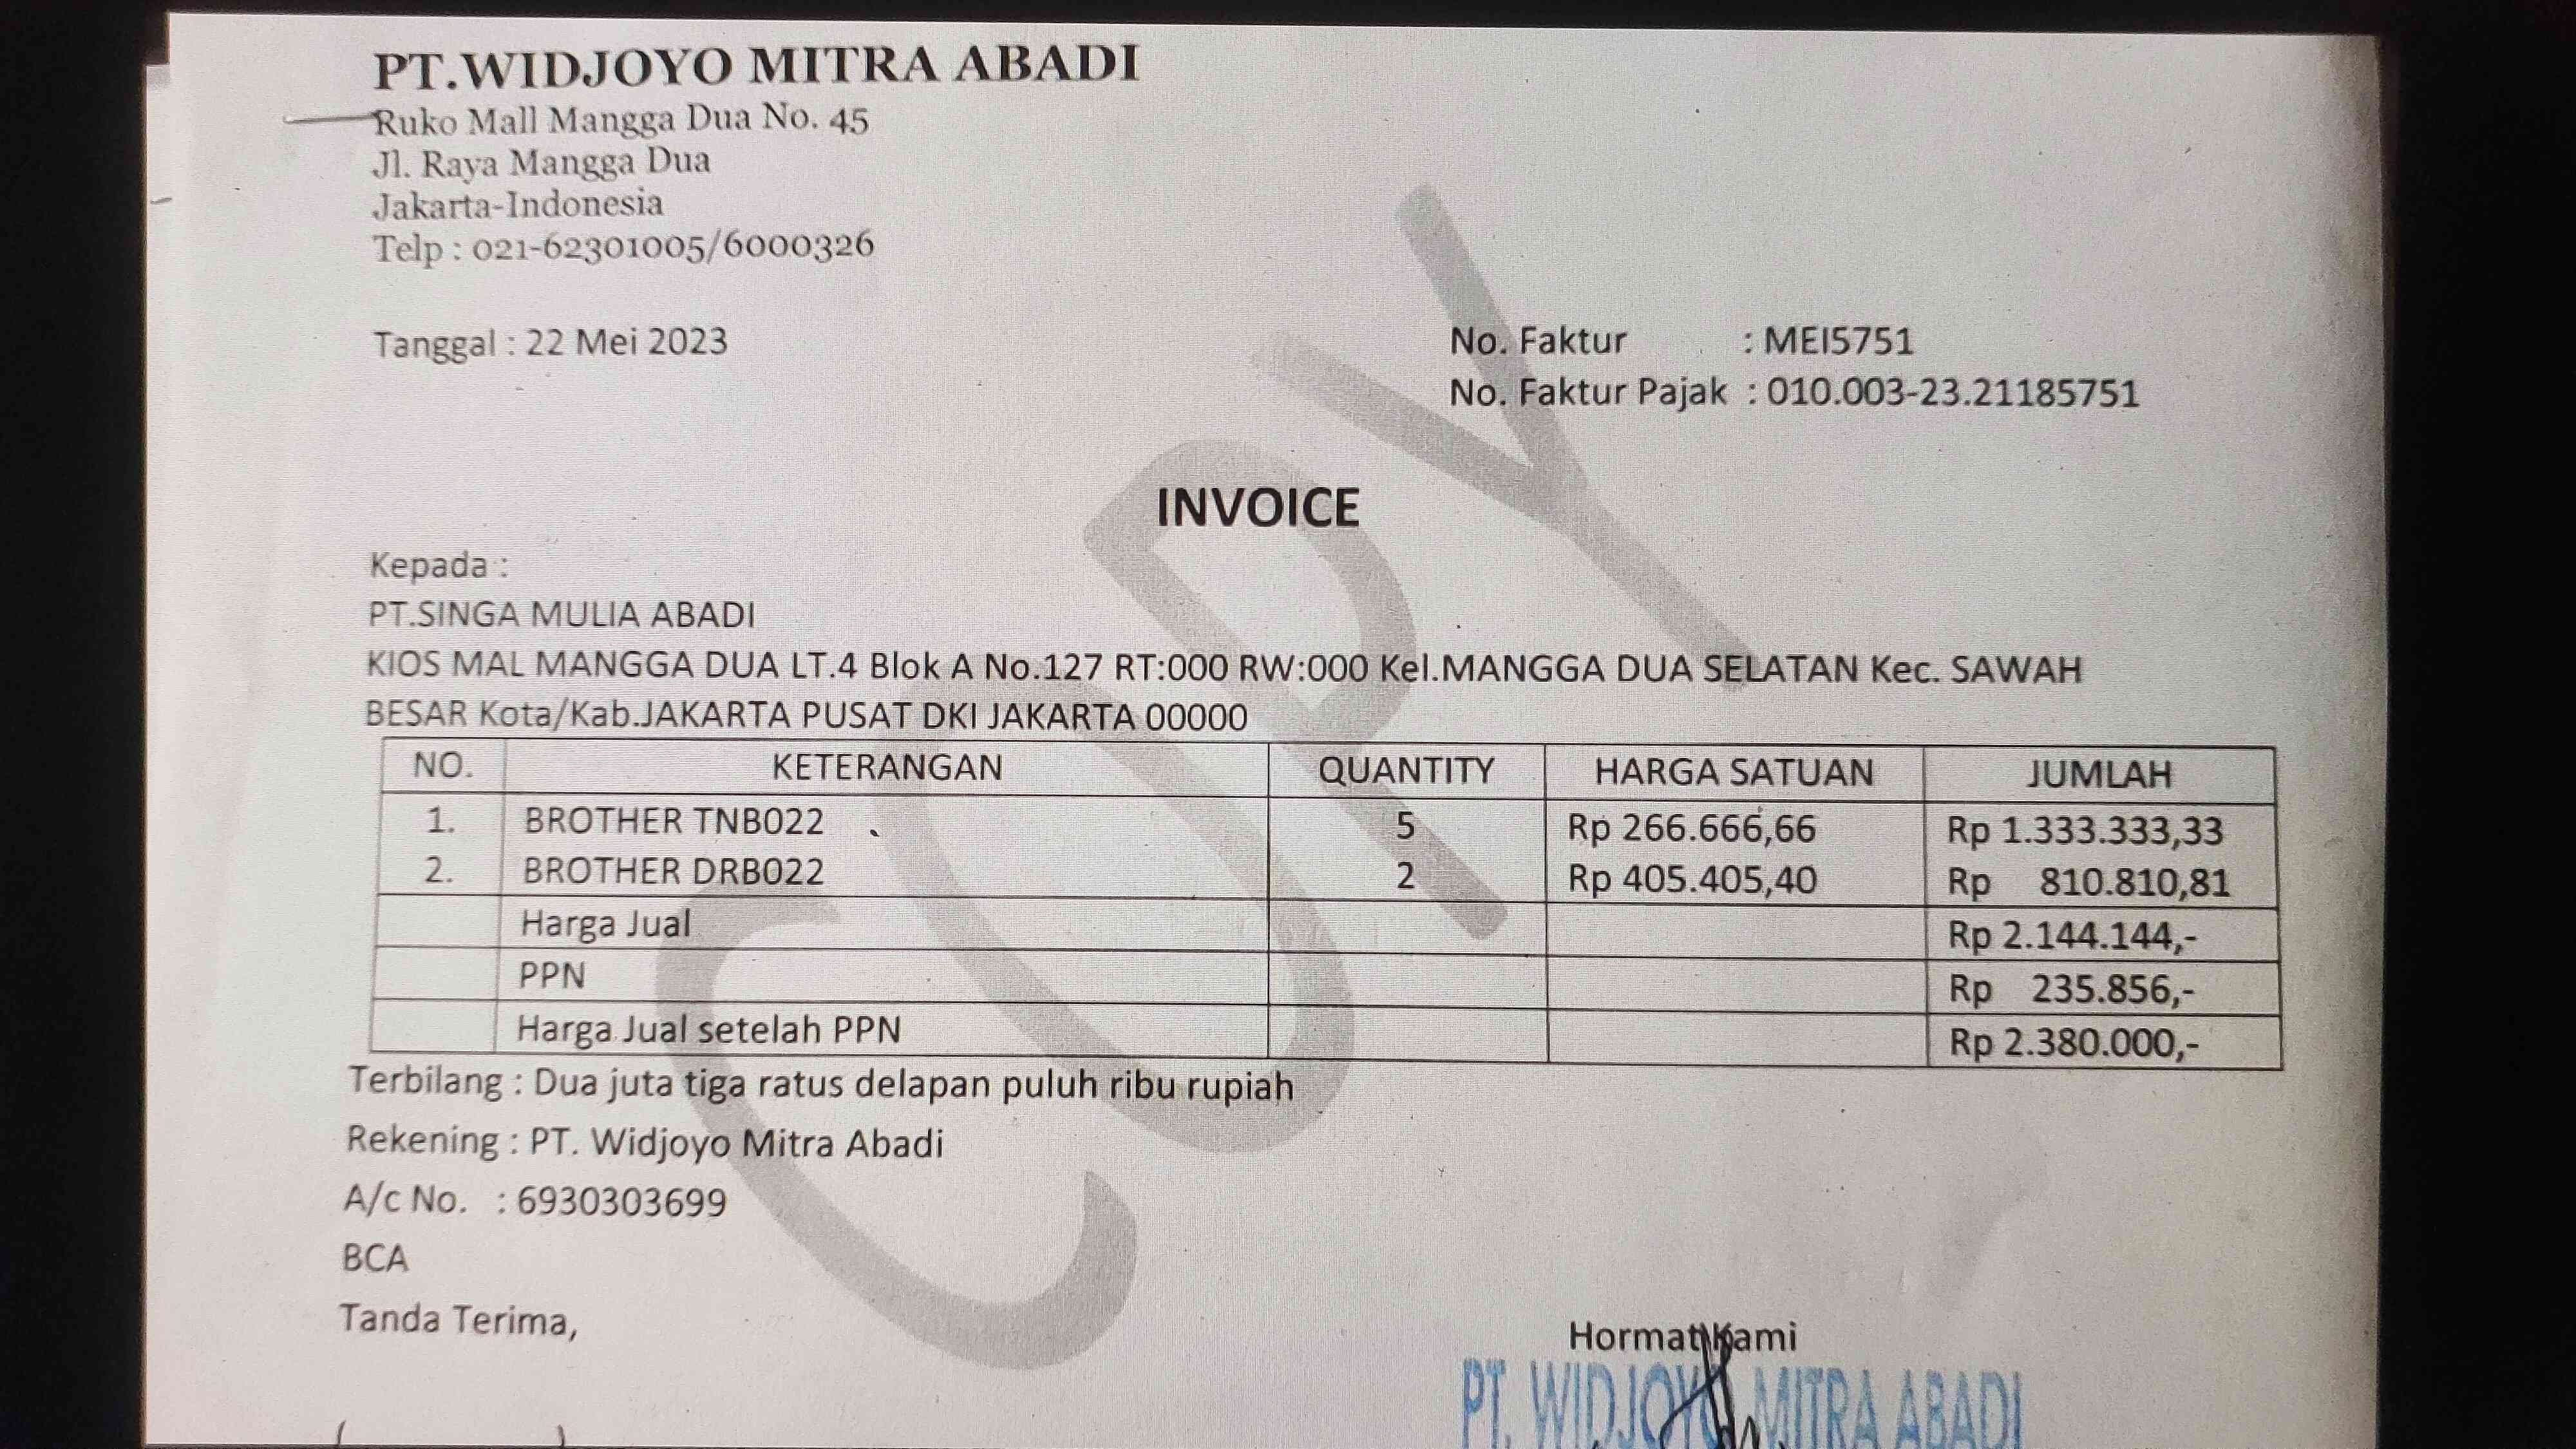 PT.WIDJOYO MITRA ABADI
Ruko Mall Mangga Dua No. 45
Jl. Raya Mangga Dua
Jakarta-Indonesia
Telp : 021-62301005/6000326
Tanggal : 22 Mei 2023
No. Faktur : MEI5751
No. Faktur Pajak : 010.003-23.21185751
COPY
INVOICE
Kepada :
PT.SINGA MULIA ABADI
KIOS MAL MANGGA DUA LT.4 Blok A No.127 RT:000 RW:000 Kel.MANGGA DUA SELATAN Kec. SAWAH
BESAR Kota/Kab.JAKARTA PUSAT DKI JAKARTA 00000
NO. KETERANGAN QUANTITY HARGA SATUAN JUMLAH
1. BROTHER TNB022 5 Rp 266.666,66 Rp 1.333.333,33
2. BROTHER DRB022 2 Rp 405.405,40 Rp 810.810,81
Harga Jual Rp 2.144.144,-
PPN Rp 235.856,-
Harga Jual setelah PPN Rp 2.380.000,-
Terbilang : Dua juta tiga ratus delapan puluh ribu rupiah
Rekening : PT. Widjoyo Mitra Abadi
A/c No. : 6930303699
BCA
Tanda Terima,
Hormat Kami
PT. WIDJOYO MITRA ABADI